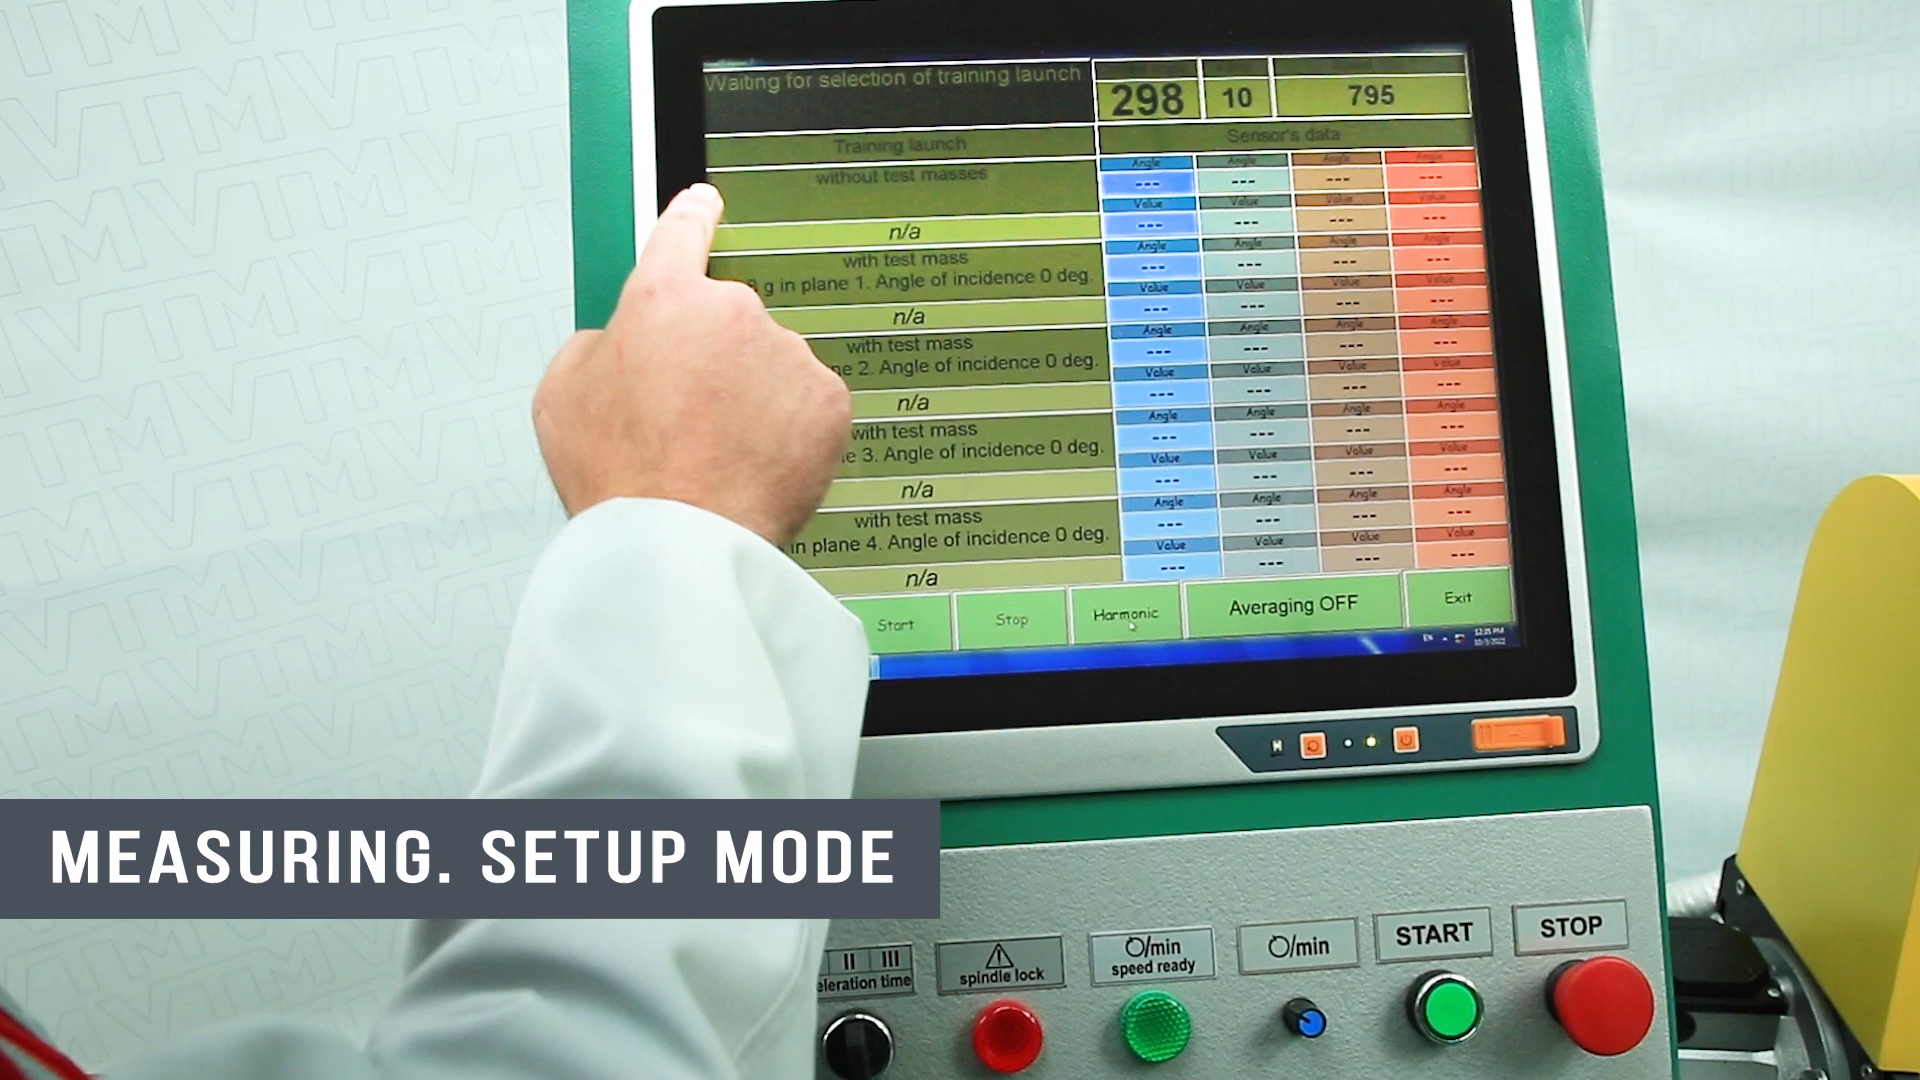 Waiting for selection of training launch
298
10
795
Training launch
Sensor's data
without test masses
n/a
with test mass
g in plane 1. Angle of incidence 0 deg.
n/a
with test mass
2. Angle of incidence 0 deg.
n/a
with test mass
3. Angle of incidence 0 deg.
n/a
with test mass
in plane 4. Angle of incidence 0 deg.
n/a
Angle Angle Angle Angle
--- --- --- ---
Value Value Value Value
--- --- --- ---
Angle Angle Angle Angle
--- --- --- ---
Value Value Value Value
--- --- --- ---
Angle Angle Angle Angle
--- --- --- ---
Value Value Value Value
--- --- --- ---
Angle Angle Angle Angle
--- --- --- ---
Value Value Value Value
--- --- --- ---
Angle Angle Angle Angle
--- --- --- ---
Value Value Value Value
--- --- --- ---
Start
Stop
Harmonic
Averaging OFF
Exit
EN
MEASURING. SETUP MODE
II III
time
spindle lock
/min
speed ready
/min
START
STOP